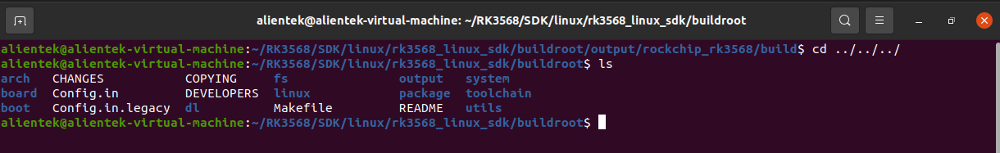 alientek@alientek-virtual-machine: ~/RK3568/SDK/linux/rk3568_linux_sdk/buildroot
alientek@alientek-virtual-machine:~/RK3568/SDK/linux/rk3568_linux_sdk/buildroot/output/rockchip_rk3568/build$ cd ../../../
alientek@alientek-virtual-machine:~/RK3568/SDK/linux/rk3568_linux_sdk/buildroot$ ls
arch CHANGES COPYING fs output system
board Config.in DEVELOPERS linux package toolchain
boot Config.in.legacy dl Makefile README utils
alientek@alientek-virtual-machine:~/RK3568/SDK/linux/rk3568_linux_sdk/buildroot$